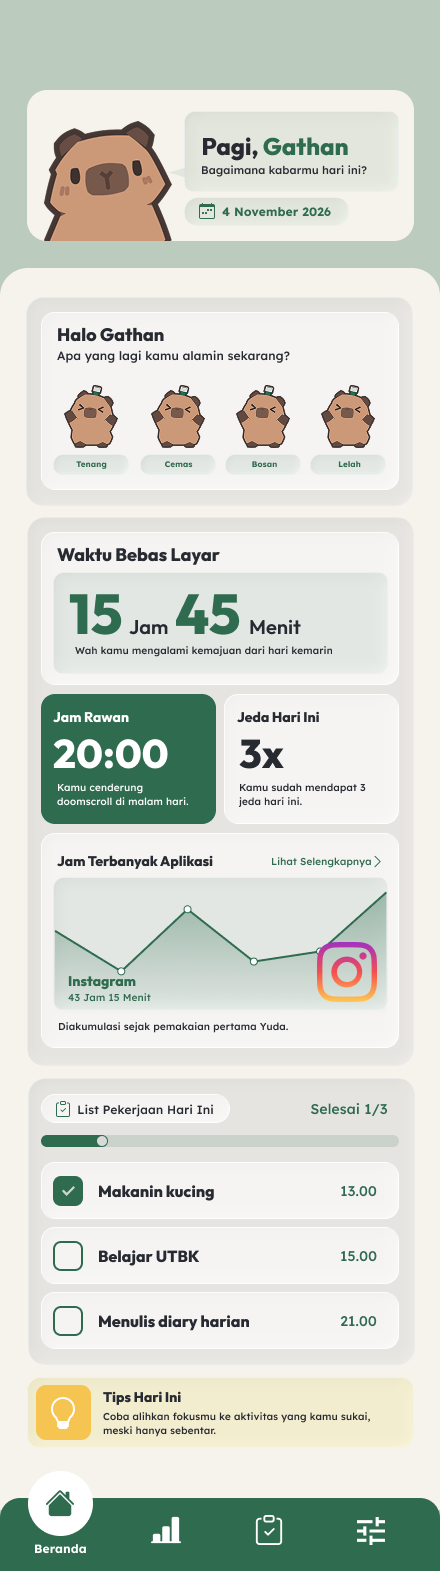 Pagi, Gathan
Bagaimana kabarmu hari ini?
4 November 2026
Halo Gathan
Apa yang lagi kamu alamin sekarang?
Tenang
Cemas
Bosan
Lelah
Waktu Bebas Layar
15 Jam 45 Menit
Wah kamu mengalami kemajuan dari hari kemarin
Jam Rawan
20:00
Kamu cenderung
doomscroll di malam hari.
Jeda Hari Ini
3x
Kamu sudah mendapat 3
jeda hari ini.
Jam Terbanyak Aplikasi
Lihat Selengkapnya
Instagram
43 Jam 15 Menit
Diakumulasi sejak pemakaian pertama Yuda.
List Pekerjaan Hari Ini
Selesai 1/3
Makanin kucing
13.00
Belajar UTBK
15.00
Menulis diary harian
21.00
Tips Hari Ini
Coba alihkan fokusmu ke aktivitas yang kamu sukai,
meski hanya sebentar.
Beranda